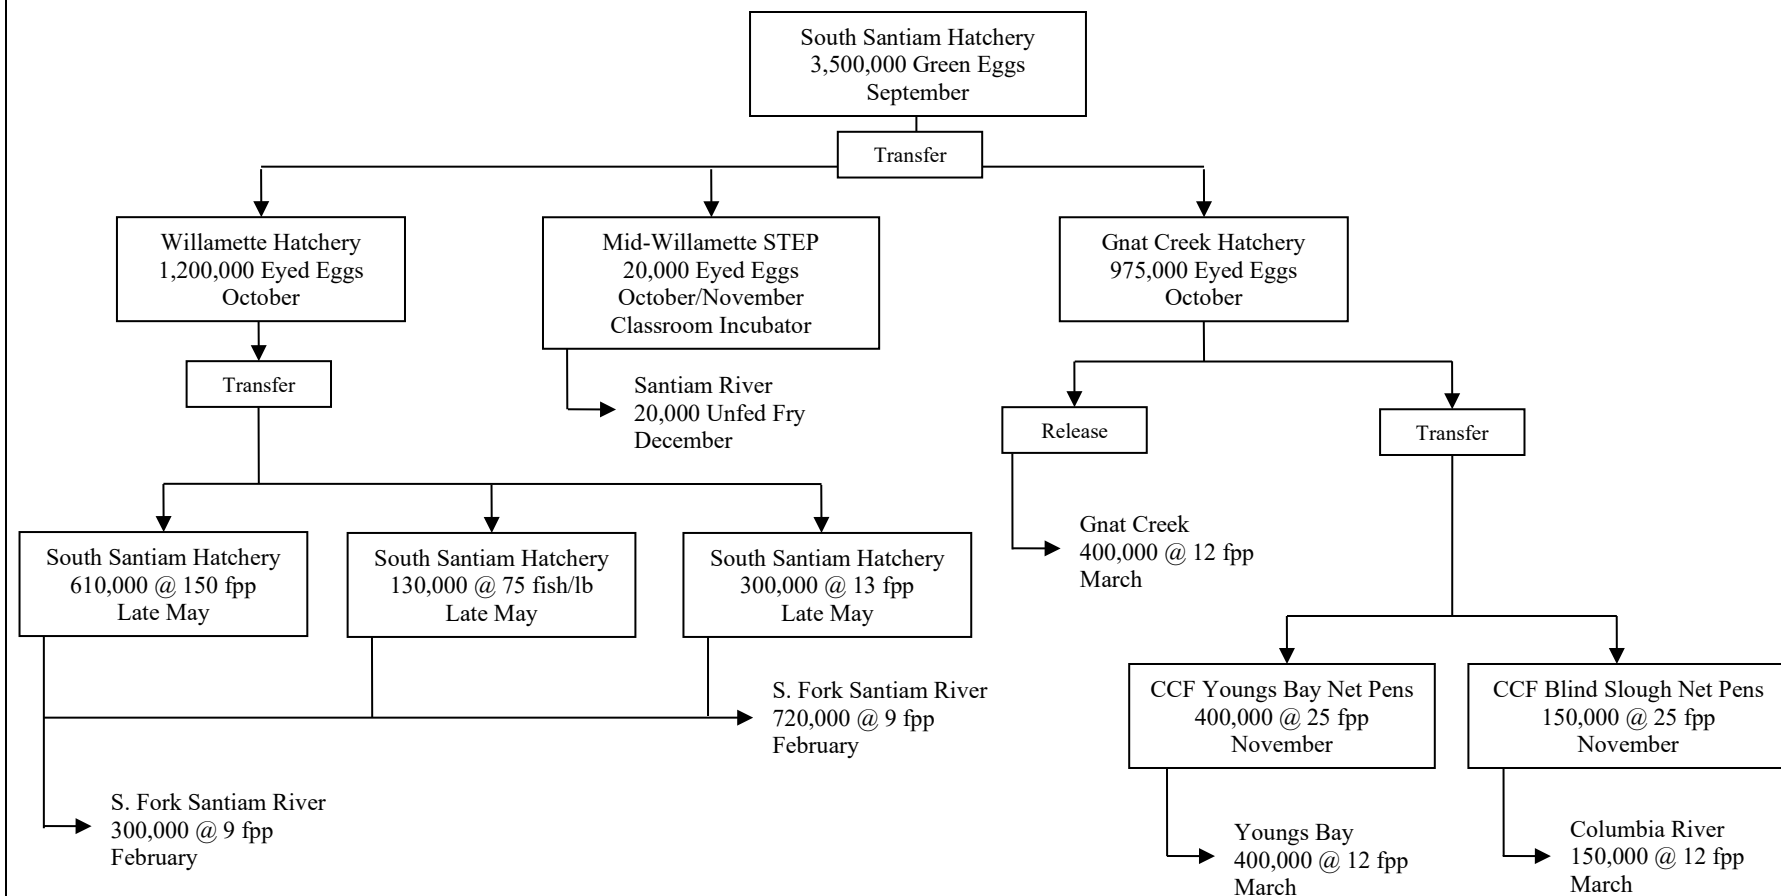 South Santiam Hatchery
3,500,000 Green Eggs
September
Transfer
Willamette Hatchery
1,200,000 Eyed Eggs
October
Mid-Willamette STEP
20,000 Eyed Eggs
October/November
Classroom Incubator
Gnat Creek Hatchery
975,000 Eyed Eggs
October
Transfer
Santiam River
20,000 Unfed Fry
December
Release
Transfer
South Santiam Hatchery
610,000 @ 150 fpp
Late May
South Santiam Hatchery
130,000 @ 75 fish/lb
Late May
South Santiam Hatchery
300,000 @ 13 fpp
Late May
Gnat Creek
400,000 @ 12 fpp
March
S. Fork Santiam River
720,000 @ 9 fpp
February
CCF Youngs Bay Net Pens
400,000 @ 25 fpp
November
CCF Blind Slough Net Pens
150,000 @ 25 fpp
November
S. Fork Santiam River
300,000 @ 9 fpp
February
Youngs Bay
400,000 @ 12 fpp
March
Columbia River
150,000 @ 12 fpp
March